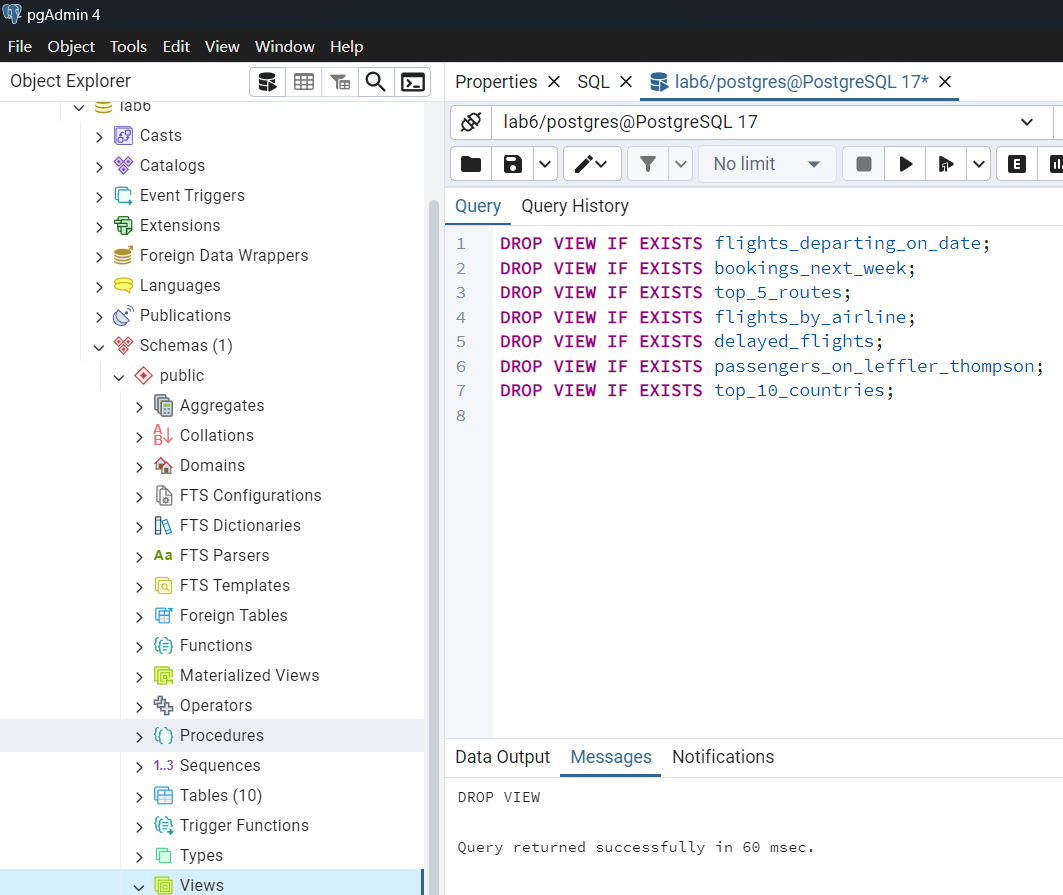 pgAdmin 4
File Object Tools Edit View Window Help
Object Explorer
Properties SQL lab6/postgres@PostgreSQL 17*
lab6/postgres@PostgreSQL 17
No limit
E
Query Query History
1 DROP VIEW IF EXISTS flights_departing_on_date;
2 DROP VIEW IF EXISTS bookings_next_week;
3 DROP VIEW IF EXISTS top_5_routes;
4 DROP VIEW IF EXISTS flights_by_airline;
5 DROP VIEW IF EXISTS delayed_flights;
6 DROP VIEW IF EXISTS passengers_on_leffler_thompson;
7 DROP VIEW IF EXISTS top_10_countries;
8
lab6
Casts
Catalogs
Event Triggers
Extensions
Foreign Data Wrappers
Languages
Publications
Schemas (1)
public
Aggregates
Collations
Domains
FTS Configurations
FTS Dictionaries
Aa FTS Parsers
FTS Templates
Foreign Tables
Functions
Materialized Views
Operators
Procedures
1..3 Sequences
Tables (10)
Trigger Functions
Types
Views
Data Output Messages Notifications
DROP VIEW
Query returned successfully in 60 msec.